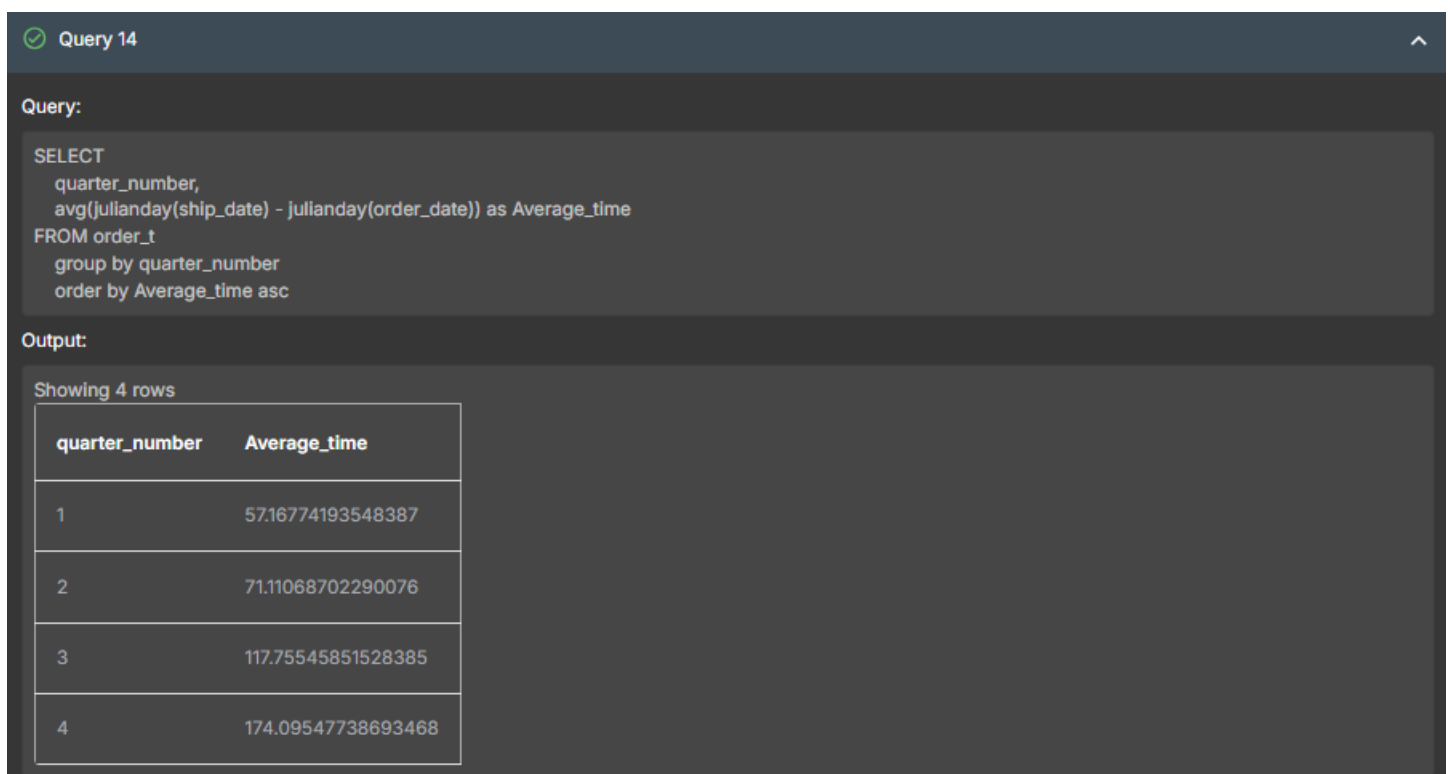 Query 14
Query:
SELECT
quarter_number,
avg(julianday(ship_date) - julianday(order_date)) as Average_time
FROM order_t
group by quarter_number
order by Average_time asc
Output:
Showing 4 rows
quarter_number Average_time
1 57.16774193548387
2 71.11068702290076
3 117.75545851528385
4 174.09547738693468